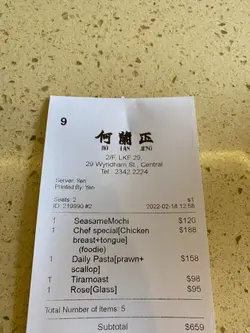 9
何蘭正
HO LAN JENG
2/F, LKF 29,
29 Wyndham St., Central
Tel : 2342 2224
Server: Yen
Printed By: Yen
Seats: 2 s1
ID: 219990 #2 2022-02-18 12:58
1 SeasameMochi $120
1 Chef special[Chicken $188
breast+tongue]
(foodie)
1 Daily Pasta[prawn+ $158
scallop]
1 Tiramoast $98
1 Rose[Glass] $95
Total Number of Items: 5
Subtotal $659